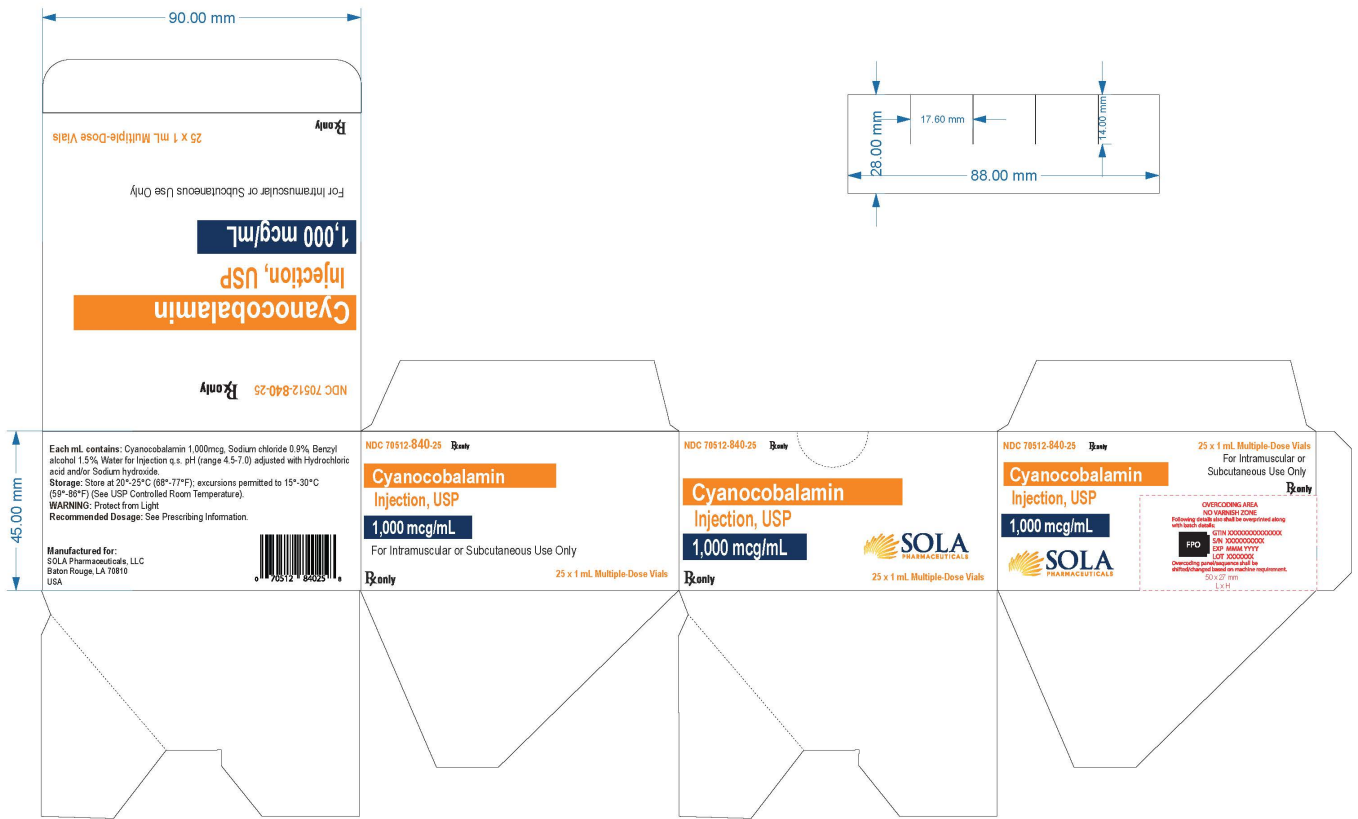 90.00 mm
℞only
25 x 1 mL Multiple-Dose Vials
For Intramuscular or Subcutaneous Use Only
1,000 mcg/mL
Injection, USP
Cyanocobalamin
NDC 70512-840-25 ℞only
28.00 mm
17.60 mm
14.00 mm
88.00 mm
45.00 mm
Each mL contains: Cyanocobalamin 1,000mcg, Sodium chloride 0.9%, Benzyl
alcohol 1.5%, Water for Injection q.s. pH (range 4.5-7.0) adjusted with Hydrochloric
acid and/or Sodium hydroxide.
Storage: Store at 20°-25°C (68°-77°F); excursions permitted to 15°-30°C
(59°-86°F) (See USP Controlled Room Temperature).
WARNING: Protect from Light
Recommended Dosage: See Prescribing Information.
Manufactured for:
SOLA Pharmaceuticals, LLC
Baton Rouge, LA 70810
USA
0 70512 84025 8
NDC 70512-840-25 ℞only
Cyanocobalamin
Injection, USP
1,000 mcg/mL
For Intramuscular or Subcutaneous Use Only
℞only
25 x 1 mL Multiple-Dose Vials
NDC 70512-840-25 ℞only
Cyanocobalamin
Injection, USP
1,000 mcg/mL
SOLA
PHARMACEUTICALS
℞only
25 x 1 mL Multiple-Dose Vials
NDC 70512-840-25 ℞only
Cyanocobalamin
Injection, USP
1,000 mcg/mL
SOLA
PHARMACEUTICALS
25 x 1 mL Multiple-Dose Vials
For Intramuscular or
Subcutaneous Use Only
℞only
OVERCODING AREA
NO VARNISH ZONE
Following details also shall be overprinted along
with batch details:
FPO
GTIN XXXXXXXXXXXXXX
S/N XXXXXXXXXX
EXP MMM YYYY
LOT XXXXXXX
Overcoding panel/sequence shall be
shifted/changed based on machine requirement.
50 x 27 mm
L x H